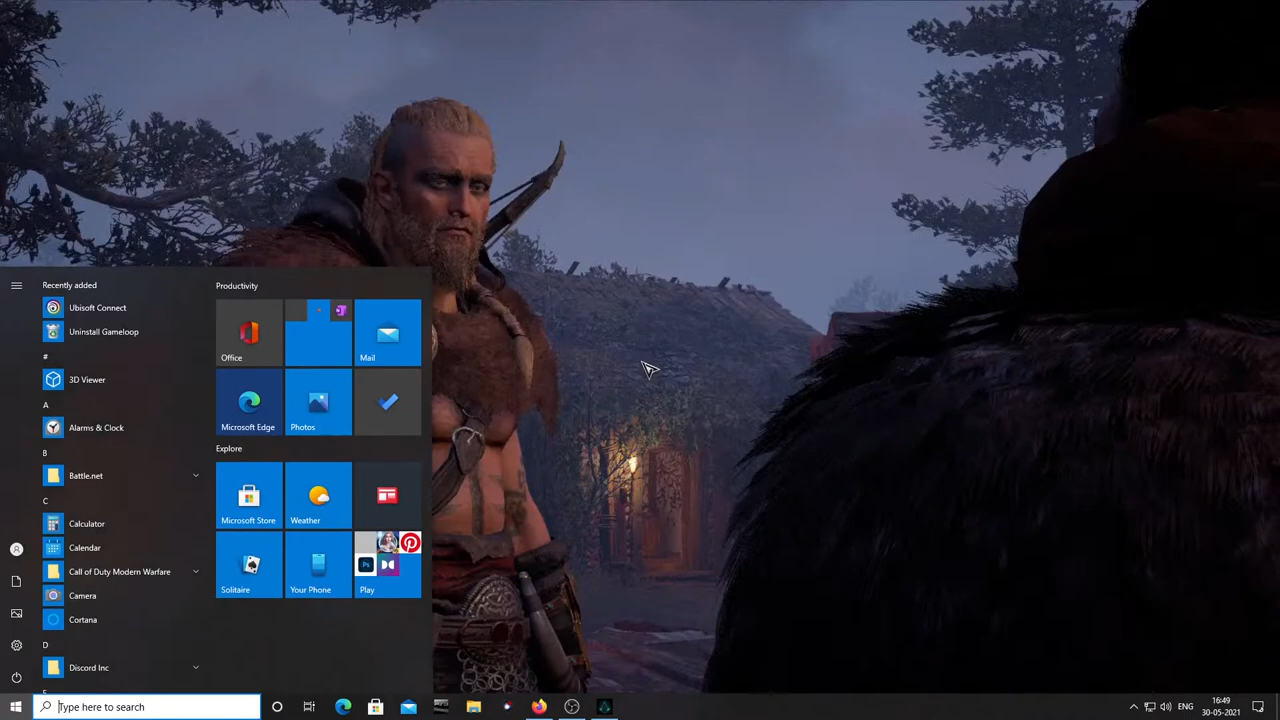 Recently added
Ubisoft Connect
Uninstall Gameloop
#
3D Viewer
A
Alarms & Clock
B
Battle.net
C
Calculator
Calendar
Call of Duty Modern Warfare
Camera
Cortana
D
Discord Inc
Productivity
Office
Mail
Microsoft Edge
Photos
Explore
Microsoft Store
Weather
Solitaire
Your Phone
Ps
Play
Type here to search
ENG
16:49
30-05-2021